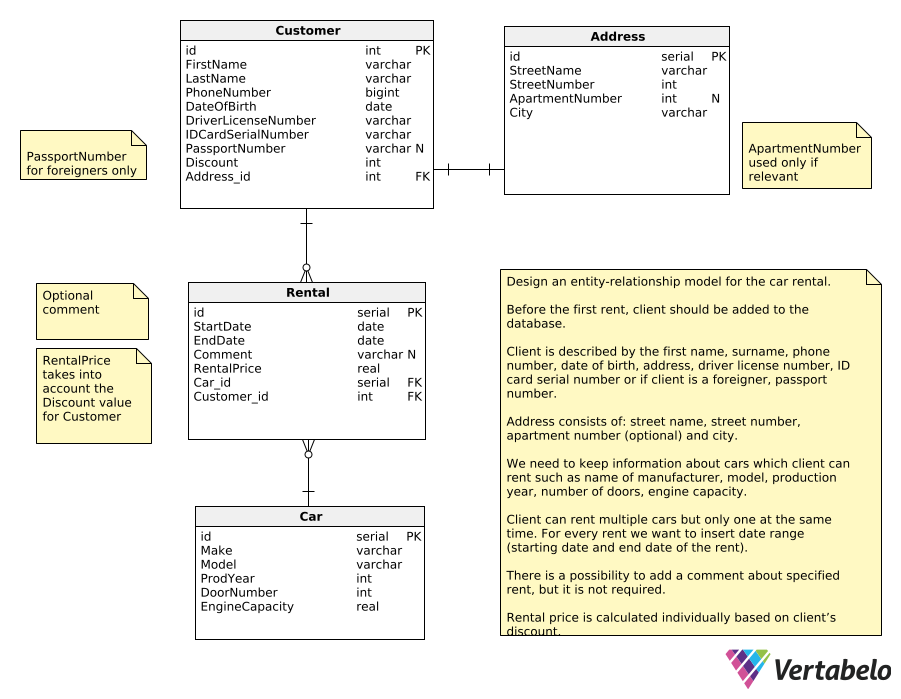 Customer
id int PK
FirstName varchar
LastName varchar
PhoneNumber bigint
DateOfBirth date
DriverLicenseNumber varchar
IDCardSerialNumber varchar
PassportNumber varchar N
Discount int
Address_id int FK
Address
id serial PK
StreetName varchar
StreetNumber int
ApartmentNumber int N
City varchar
PassportNumber
for foreigners only
ApartmentNumber
used only if
relevant
Optional
comment
RentalPrice
takes into
account the
Discount value
for Customer
Rental
id serial PK
StartDate date
EndDate date
Comment varchar N
RentalPrice real
Car_id serial FK
Customer_id int FK
Car
id serial PK
Make varchar
Model varchar
ProdYear int
DoorNumber int
EngineCapacity real
Design an entity-relationship model for the car rental.
Before the first rent, client should be added to the
database.
Client is described by the first name, surname, phone
number, date of birth, address, driver license number, ID
card serial number or if client is a foreigner, passport
number.
Address consists of: street name, street number,
apartment number (optional) and city.
We need to keep information about cars which client can
rent such as name of manufacturer, model, production
year, number of doors, engine capacity.
Client can rent multiple cars but only one at the same
time. For every rent we want to insert date range
(starting date and end date of the rent).
There is a possibility to add a comment about specified
rent, but it is not required.
Rental price is calculated individually based on client's
discount.
Vertabelo